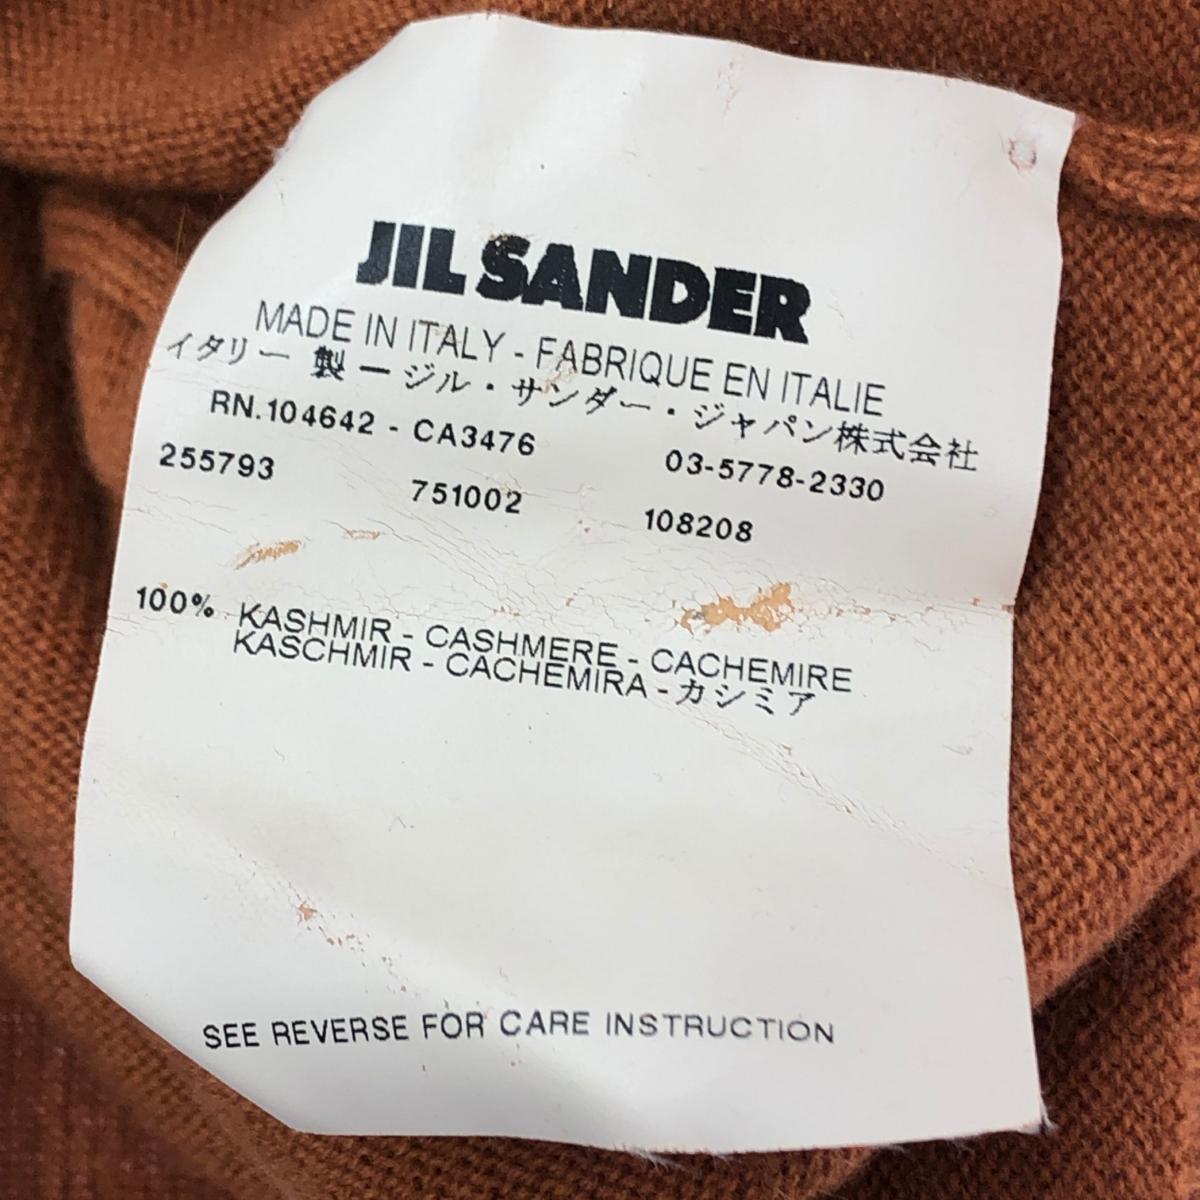 JIL SANDER
MADE IN ITALY - FABRIQUE EN ITALIE
イタリー 製 ー ジル・サンダー・ジャパン株式会社
RN.104642 - CA3476 03-5778-2330
255793 751002 108208
100% KASHMIR - CASHMERE - CACHEMIRE
KASCHMIR - CACHEMIRA - カシミア
SEE REVERSE FOR CARE INSTRUCTION